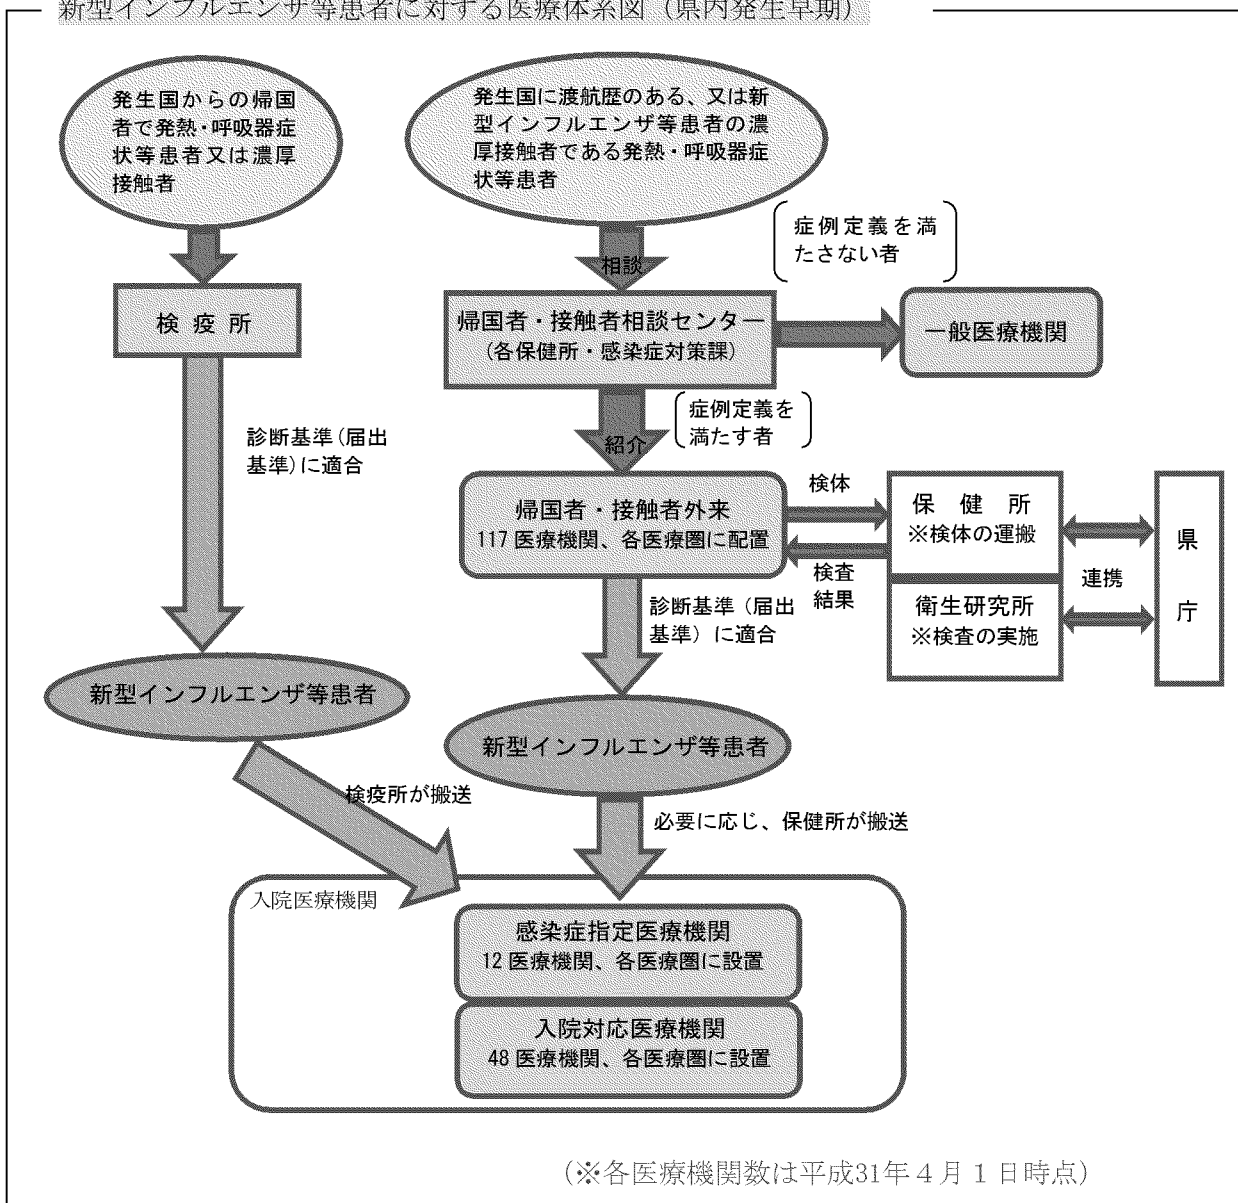 新型インフルエンザ等患者に対する医療体系図（県内発生早期）
発生国からの帰国
者で発熱・呼吸器症
状等患者又は濃厚
接触者
発生国に渡航歴のある、又は新
型インフルエンザ等患者の濃
厚接触者である発熱・呼吸器症
状等患者
症例定義を満
たさない者
相談
検 疫 所
帰国者・接触者相談センター
（各保健所・感染症対策課）
一般医療機関
症例定義を
満たす者
紹介
診断基準（届出
基準）に適合
帰国者・接触者外来
117 医療機関、各医療圏に配置
検体
検査
結果
保 健 所
※検体の運搬
衛生研究所
※検査の実施
連携
県
庁
診断基準（届出
基準）に適合
新型インフルエンザ等患者
新型インフルエンザ等患者
検疫所が搬送
必要に応じ、保健所が搬送
入院医療機関
感染症指定医療機関
12 医療機関、各医療圏に設置
入院対応医療機関
48 医療機関、各医療圏に設置
（※各医療機関数は平成31年４月１日時点）